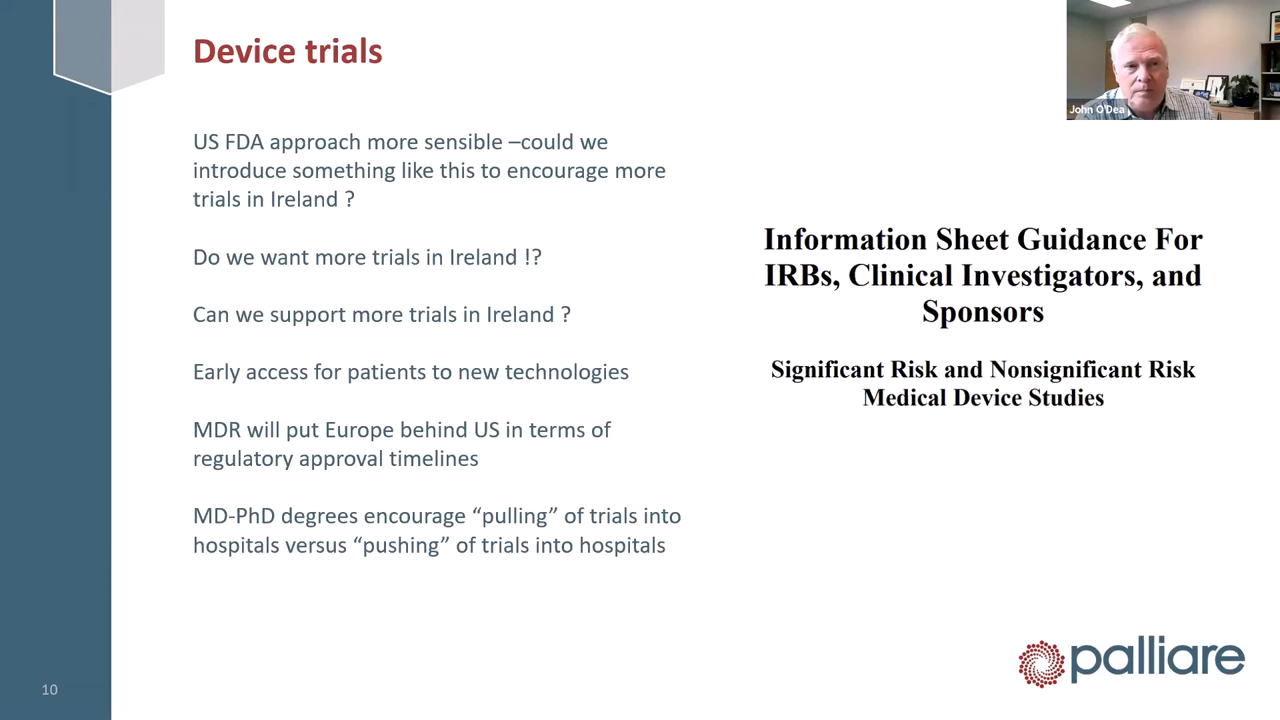 Device trials
US FDA approach more sensible –could we
introduce something like this to encourage more
trials in Ireland ?
Do we want more trials in Ireland !?
Can we support more trials in Ireland ?
Early access for patients to new technologies
MDR will put Europe behind US in terms of
regulatory approval timelines
MD-PhD degrees encourage “pulling” of trials into
hospitals versus “pushing” of trials into hospitals
John O'Dea
Information Sheet Guidance For
IRBs, Clinical Investigators, and
Sponsors
Significant Risk and Nonsignificant Risk
Medical Device Studies
palliare
10